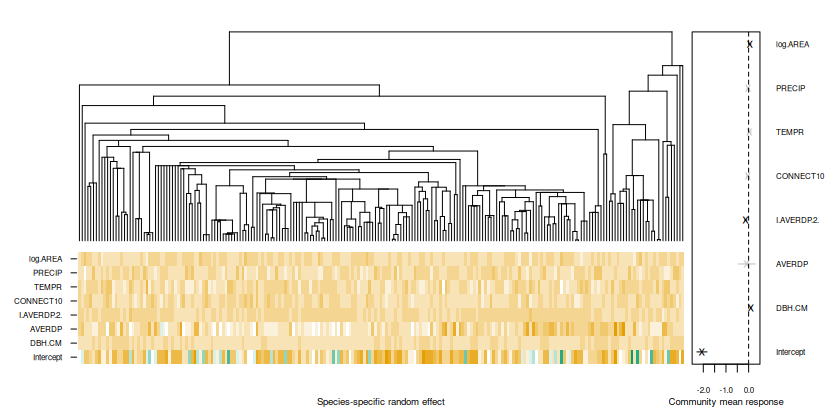 log.AREA
PRECIP
TEMPR
CONNECT10
I.AVERDP.2.
AVERDP
DBH.CM
Intercept
log.AREA
PRECIP
TEMPR
CONNECT10
I.AVERDP.2.
AVERDP
DBH.CM
Intercept
-2.0 -1.0 0.0
Species-specific random effect
Community mean response